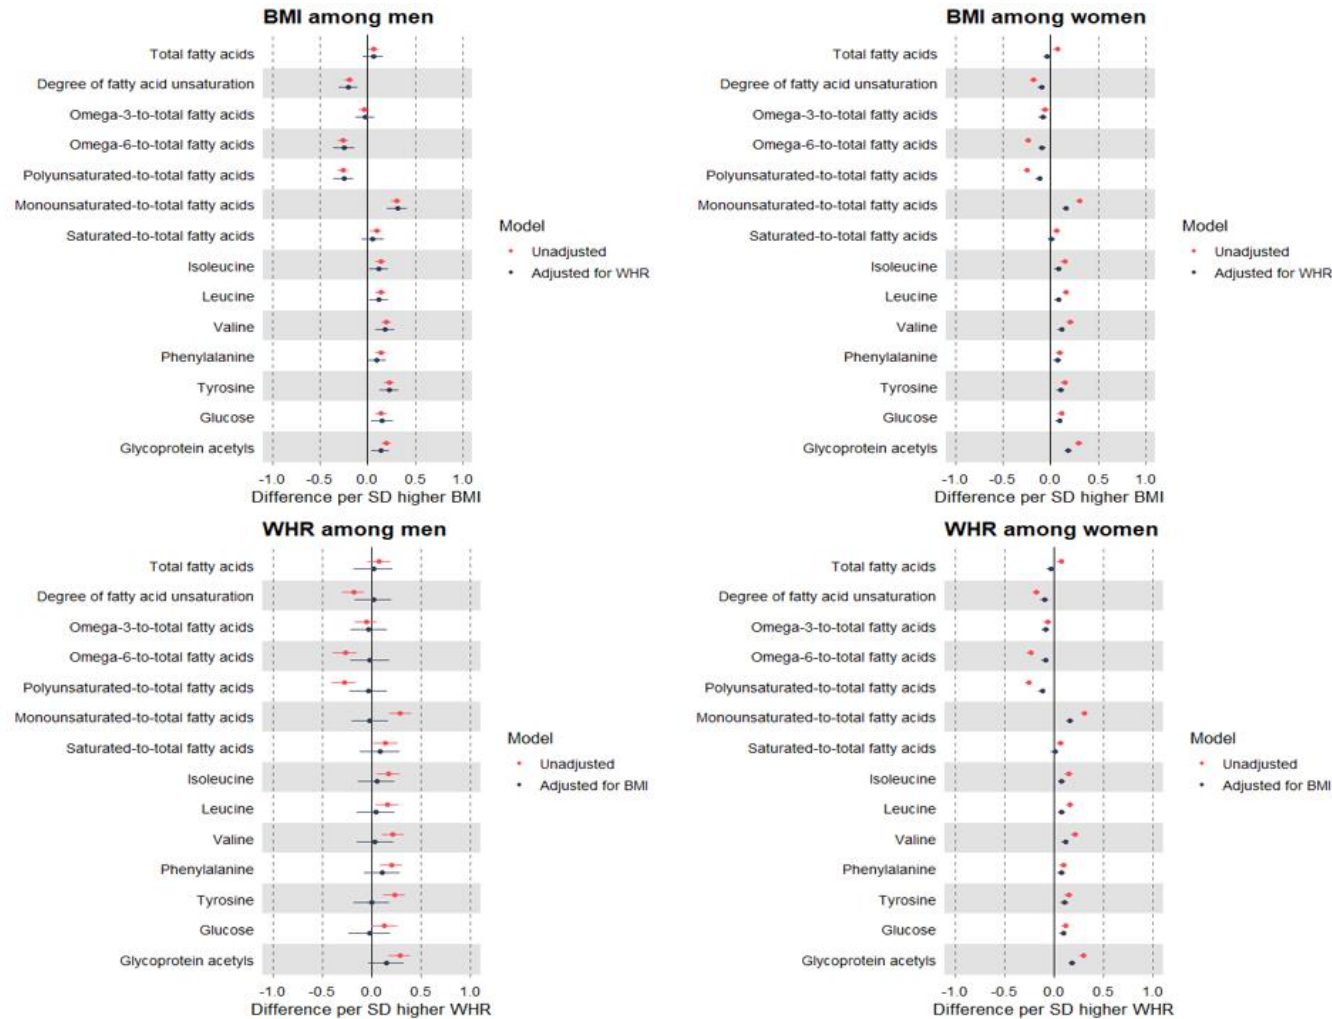 BMI among men
Total fatty acids
Degree of fatty acid unsaturation
Omega-3-to-total fatty acids
Omega-6-to-total fatty acids
Polyunsaturated-to-total fatty acids
Monounsaturated-to-total fatty acids
Saturated-to-total fatty acids
Isoleucine
Leucine
Valine
Phenylalanine
Tyrosine
Glucose
Glycoprotein acetyls
-1.0 -0.5 0.0 0.5 1.0
Difference per SD higher BMI
Model
Unadjusted
Adjusted for WHR
BMI among women
Total fatty acids
Degree of fatty acid unsaturation
Omega-3-to-total fatty acids
Omega-6-to-total fatty acids
Polyunsaturated-to-total fatty acids
Monounsaturated-to-total fatty acids
Saturated-to-total fatty acids
Isoleucine
Leucine
Valine
Phenylalanine
Tyrosine
Glucose
Glycoprotein acetyls
-1.0 -0.5 0.0 0.5 1.0
Difference per SD higher BMI
Model
Unadjusted
Adjusted for WHR
WHR among men
Total fatty acids
Degree of fatty acid unsaturation
Omega-3-to-total fatty acids
Omega-6-to-total fatty acids
Polyunsaturated-to-total fatty acids
Monounsaturated-to-total fatty acids
Saturated-to-total fatty acids
Isoleucine
Leucine
Valine
Phenylalanine
Tyrosine
Glucose
Glycoprotein acetyls
-1.0 -0.5 0.0 0.5 1.0
Difference per SD higher WHR
Model
Unadjusted
Adjusted for BMI
WHR among women
Total fatty acids
Degree of fatty acid unsaturation
Omega-3-to-total fatty acids
Omega-6-to-total fatty acids
Polyunsaturated-to-total fatty acids
Monounsaturated-to-total fatty acids
Saturated-to-total fatty acids
Isoleucine
Leucine
Valine
Phenylalanine
Tyrosine
Glucose
Glycoprotein acetyls
-1.0 -0.5 0.0 0.5 1.0
Difference per SD higher WHR
Model
Unadjusted
Adjusted for BMI